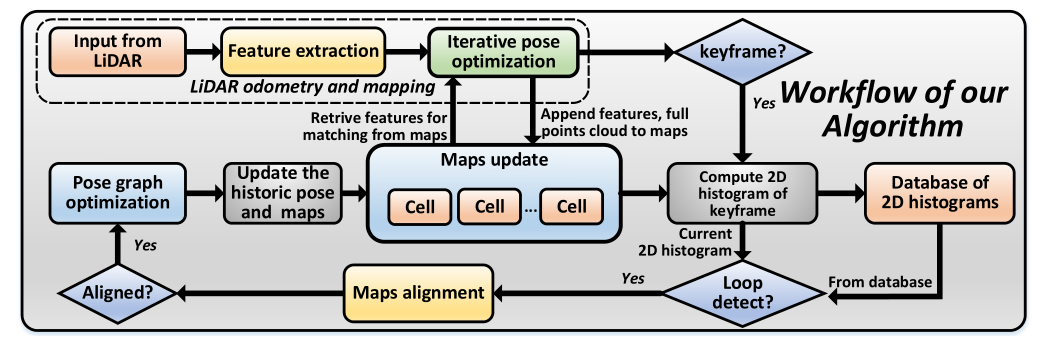 Input from
LiDAR
Feature extraction
Iterative pose
optimization
keyframe?
LiDAR odometry and mapping
Workflow of our
Algorithm
Yes
Retrive features for
matching from maps
Append features, full
points cloud to maps
Maps update
Cell
Cell
...
Cell
Pose graph
optimization
Update the
historic pose
and maps
Compute 2D
histogram of
keyframe
Database of
2D histograms
Current
2D histogram
Yes
Aligned?
Maps alignment
Yes
Loop
detect?
From database